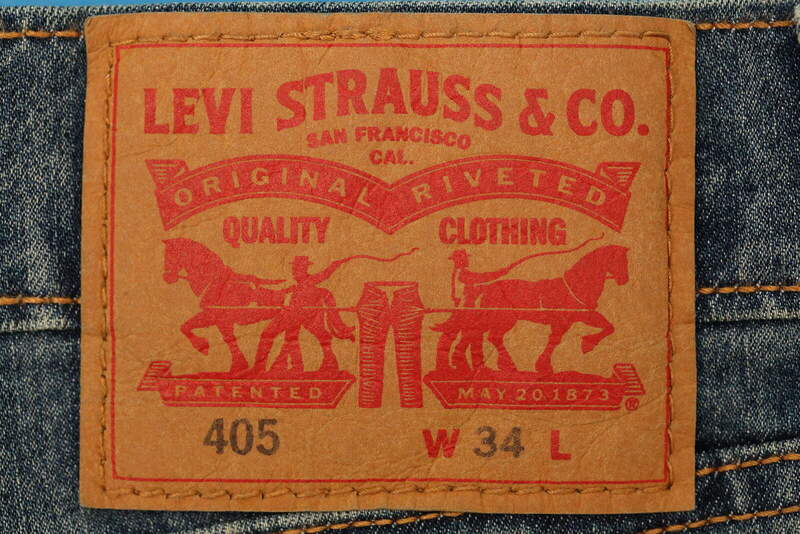 LEVI STRAUSS & CO.
SAN FRANCISCO
CAL.
ORIGINAL RIVETED
QUALITY CLOTHING
PATENTED MAY 20 1873 ®
405 W 34 L